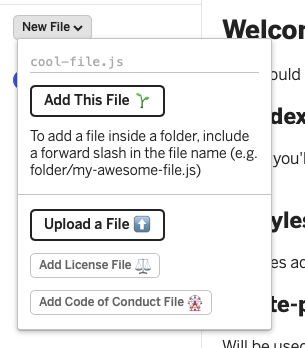 New File
Welcom
cool-file.js
ould
Add This File
dex
To add a file inside a folder, include
a forward slash in the file name (e.g.
folder/my-awesome-file.js)
you'l
Upload a File
yles
Add License File
es ac
Add Code of Conduct File
te-p
Will be used